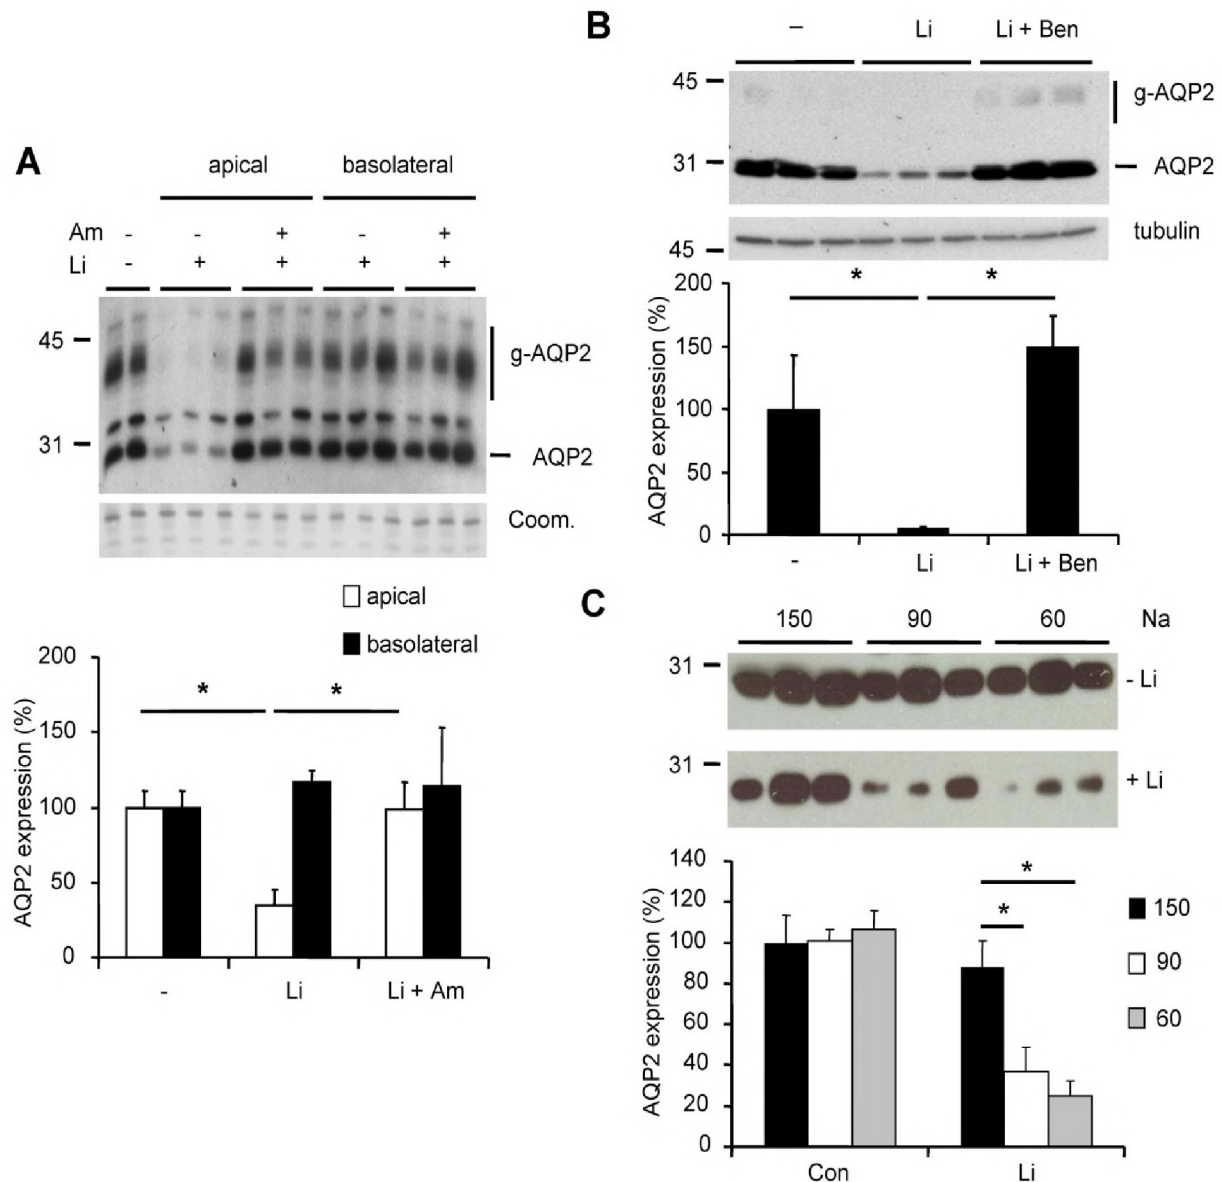 A
apical basolateral
Am - - + - +
Li - + + + +
45
g-AQP2
31
AQP2
Coom.
apical
basolateral
AQP2 expression (%)
200
150
100
50
0
* *
- Li Li + Am
B
– Li Li + Ben
45
g-AQP2
31
AQP2
45
tubulin
AQP2 expression (%)
200
150
100
50
0
* *
- Li Li + Ben
C
150 90 60 Na
31
- Li
31
+ Li
AQP2 expression (%)
140
120
100
80
60
40
20
0
*
*
150
90
60
Con Li